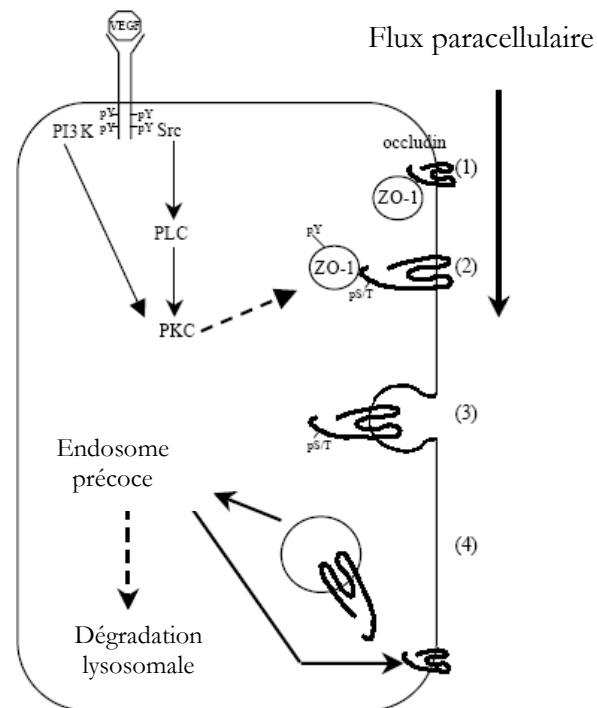 VEGF
Flux paracellulaire
pY pY
PI3K pY pY Src
occludin
(1)
ZO-1
PLC
pY
ZO-1
(2)
pS/T
PKC
(3)
pS/T
Endosome
précoce
(4)
Dégradation
lysosomale